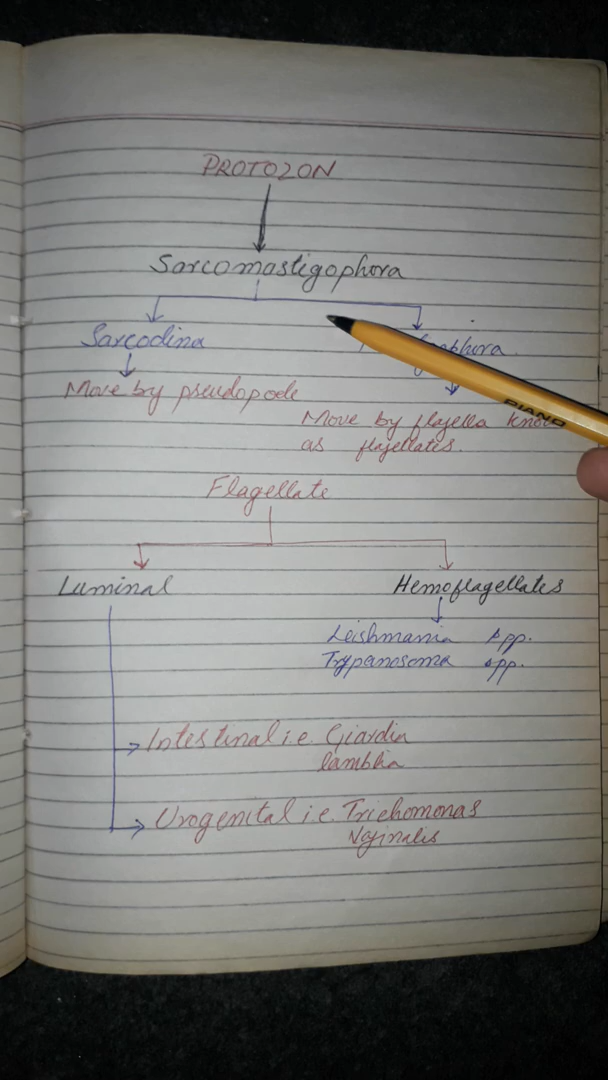 PROTOZON
Sarcomastigophora
Sarcodina
Move by pseudopode
Move by flagella
as flagellates.
PIANO
Flagellate
Luminal Hemoflagellates
Leishmania spp.
Trypanosoma spp.
Intestinal i.e. Giardia
lamblia
Urogenital i.e. Trichomonas
Vaginalis